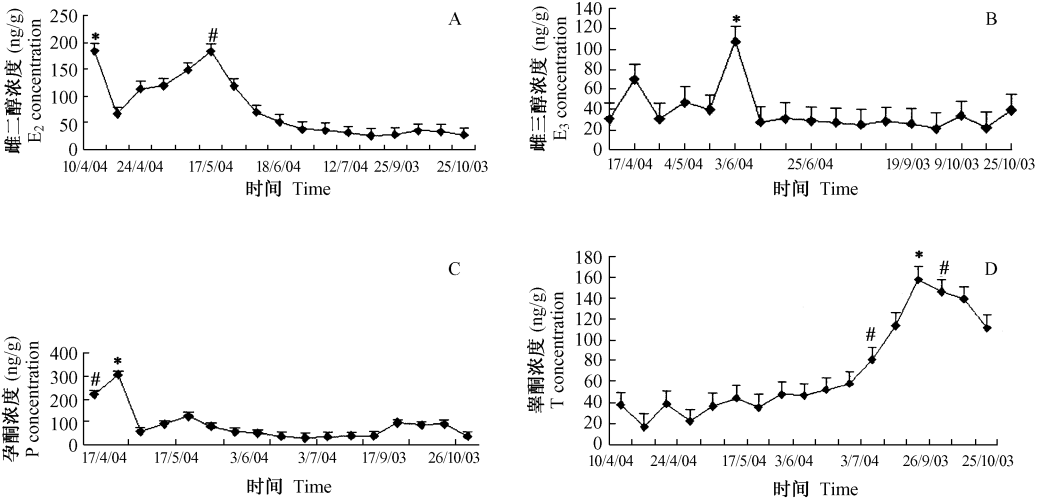 A
雌二醇浓度 (ng/g)
E2 concentration
250
200
150
100
50
0
*
#
10/4/04 24/4/04 17/5/04 18/6/04 12/7/04 25/9/03 25/10/03
时间 Time
B
雌三醇浓度 (ng/g)
E3 concentration
140
120
100
80
60
40
20
0
*
17/4/04 4/5/04 3/6/04 25/6/04 19/9/03 9/10/03 25/10/03
时间 Time
C
孕酮浓度 (ng/g)
P concentration
400
300
200
100
0
#
*
17/4/04 17/5/04 3/6/04 3/7/04 17/9/03 26/10/03
时间 Time
D
睾酮浓度 (ng/g)
T concentration
180
160
140
120
100
80
60
40
20
0
#
*
#
10/4/04 24/4/04 17/5/04 3/6/04 3/7/04 26/9/03 25/10/03
时间 Time